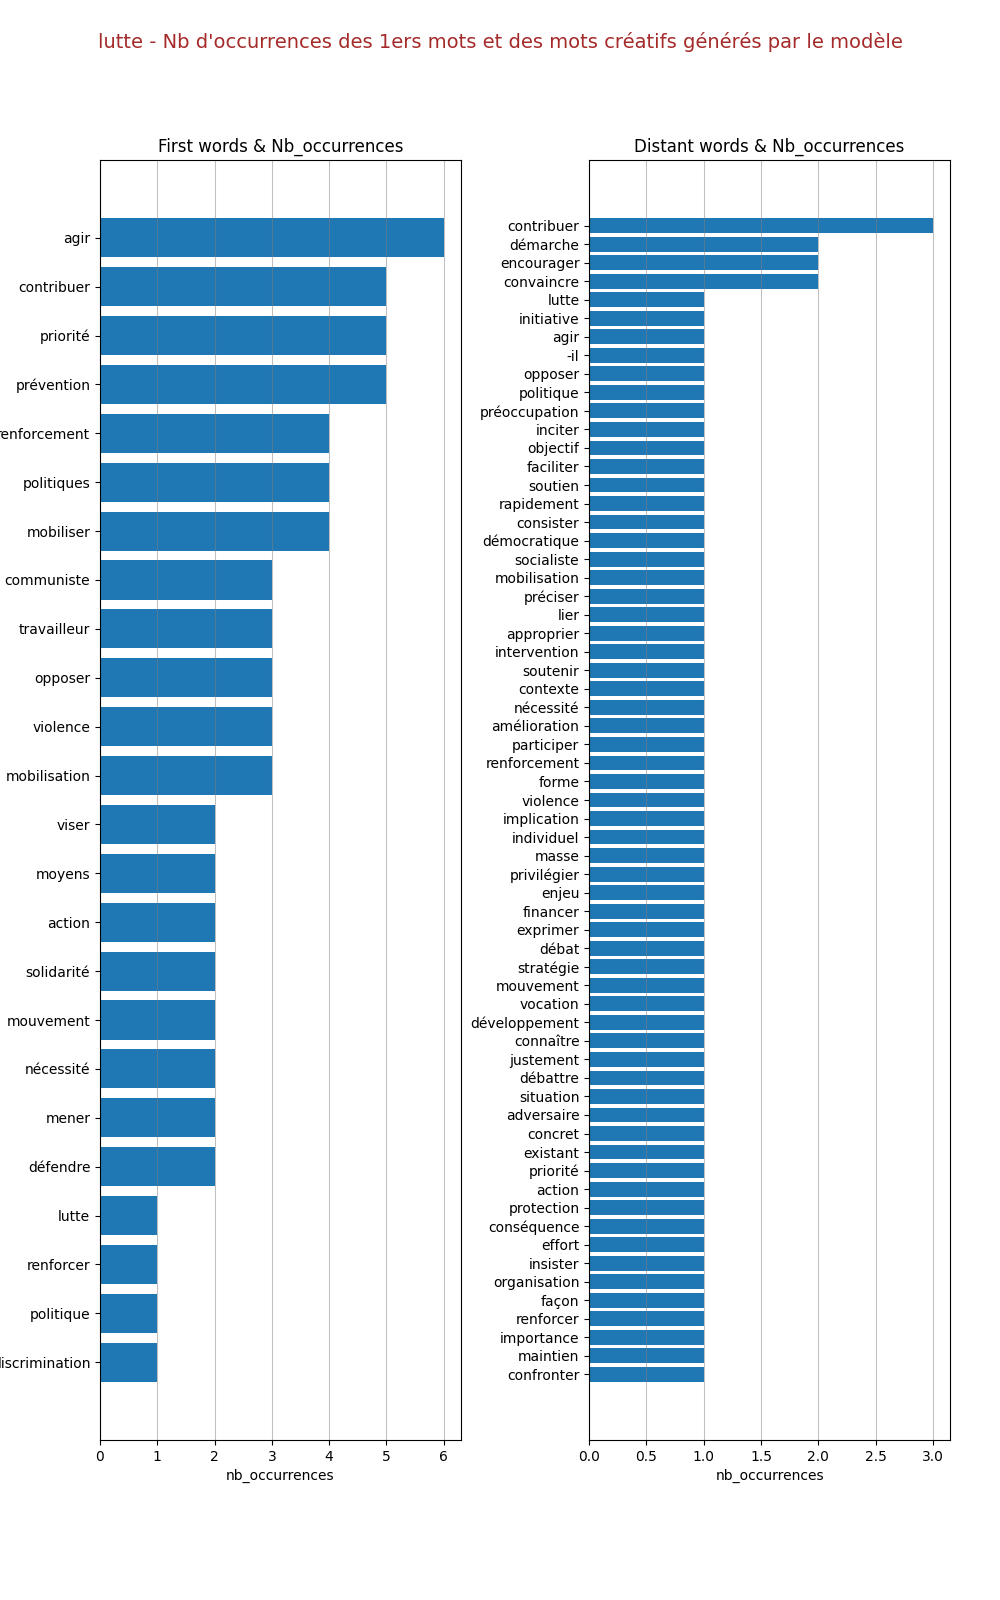 lutte - Nb d'occurrences des 1ers mots et des mots créatifs générés par le modèle
First words & Nb_occurrences
agir
contribuer
priorité
prévention
enforcement
politiques
mobiliser
communiste
travailleur
opposer
violence
mobilisation
viser
moyens
action
solidarité
mouvement
nécessité
mener
défendre
lutte
renforcer
politique
iscrimination
0 1 2 3 4 5 6
nb_occurrences
Distant words & Nb_occurrences
contribuer
démarche
encourager
convaincre
lutte
initiative
agir
-il
opposer
politique
préoccupation
inciter
objectif
faciliter
soutien
rapidement
consister
démocratique
socialiste
mobilisation
préciser
lier
approprier
intervention
soutenir
contexte
nécessité
amélioration
participer
renforcement
forme
violence
implication
individuel
masse
privilégier
enjeu
financer
exprimer
débat
stratégie
mouvement
vocation
développement
connaître
justement
débattre
situation
adversaire
concret
existant
priorité
action
protection
conséquence
effort
insister
organisation
façon
renforcer
importance
maintien
confronter
0.0 0.5 1.0 1.5 2.0 2.5 3.0
nb_occurrences